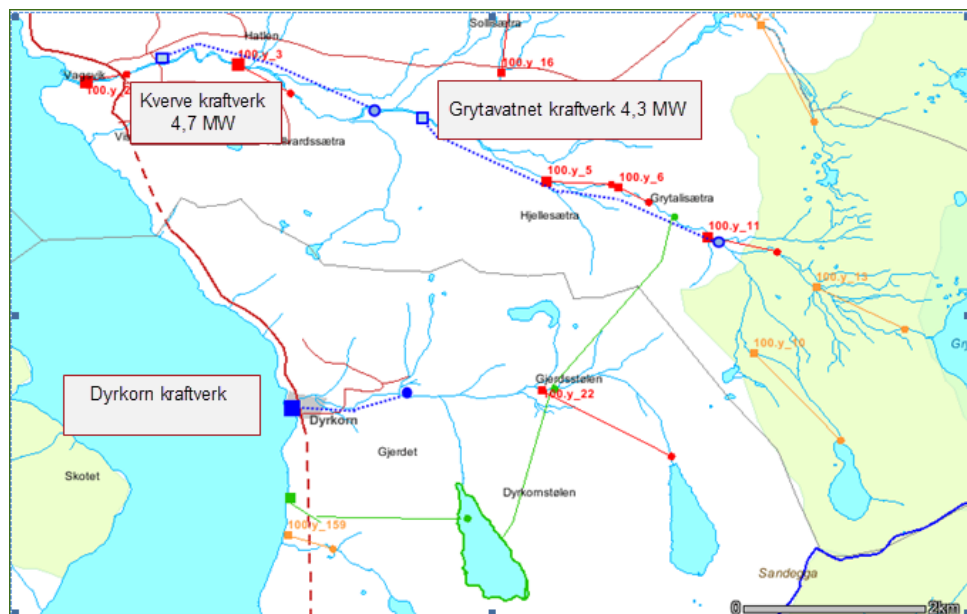 Sollisætra
Hatlen
100.y_3
100.y_16
Vagsvik
100.y_2
Kverve kraftverk
4,7 MW
Grytavatnet kraftverk 4,3 MW
100.y_5
100.y_6
Grytalisætra
Hjellesætra
100.y_11
100.y_13
100.y_10
Gjerdsstølen
100.y_22
Dyrkorn kraftverk
Dyrkorn
Gjerdet
Skotet
Dyrkornstølen
100.y_159
Sandegga
0
2km